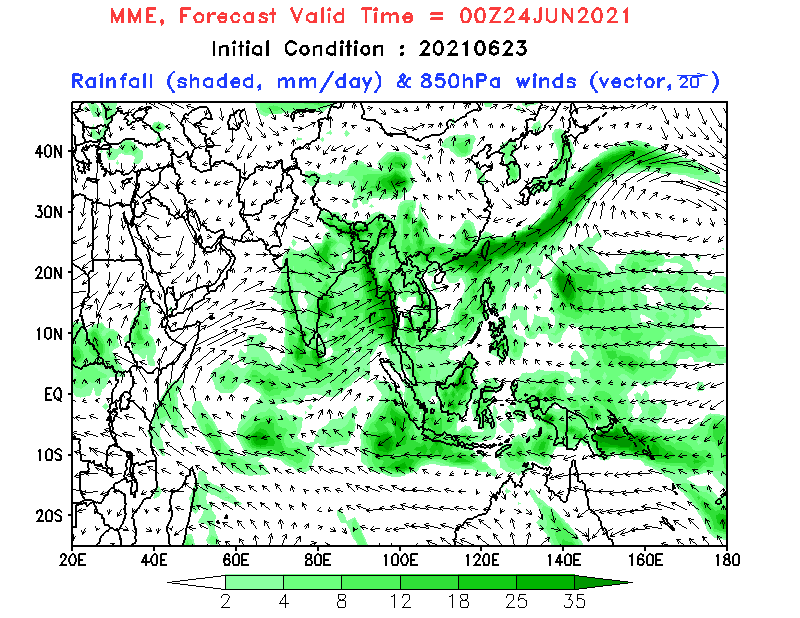 MME, Forecast Valid Time = 00Z24JUN2021
Initial Condition : 20210623
Rainfall (shaded, mm/day) & 850hPa winds (vector, 20 )
40N
30N
20N
10N
EQ
10S
20S
20E 40E 60E 80E 100E 120E 140E 160E 180
2 4 8 12 18 25 35